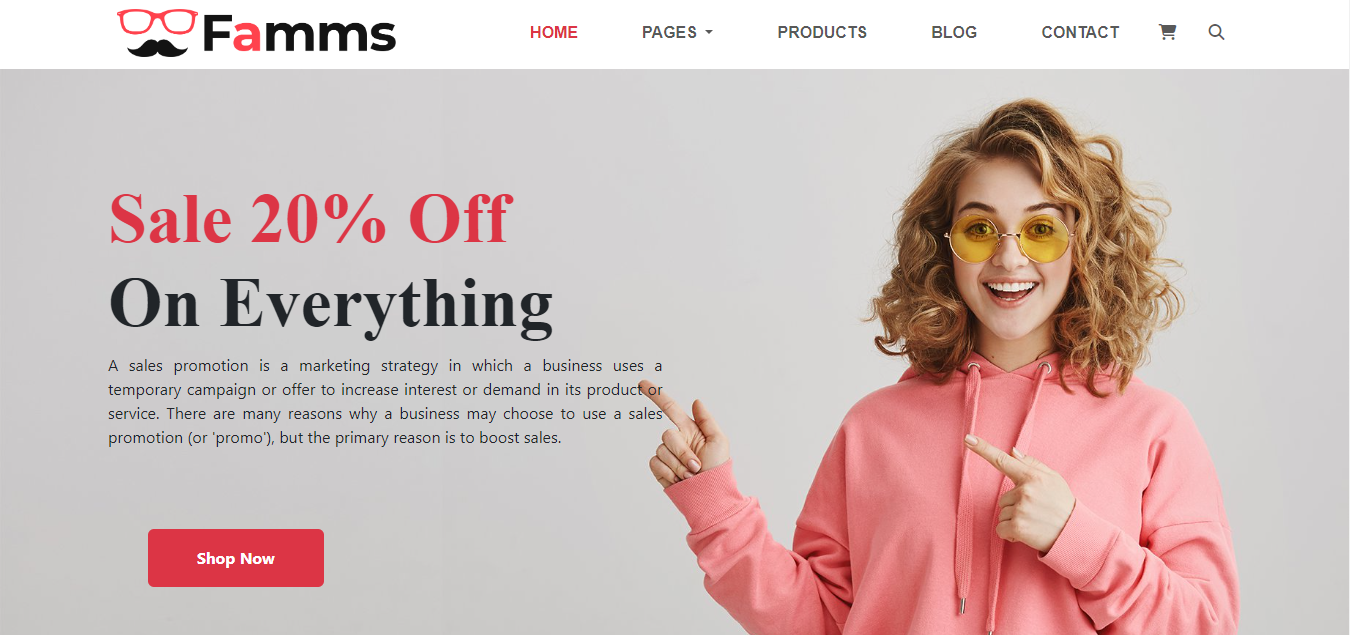 Famms
HOME PAGES PRODUCTS BLOG CONTACT
Sale 20% Off
On Everything
A sales promotion is a marketing strategy in which a business uses a
temporary campaign or offer to increase interest or demand in its product or
service. There are many reasons why a business may choose to use a sales
promotion (or 'promo'), but the primary reason is to boost sales.
Shop Now